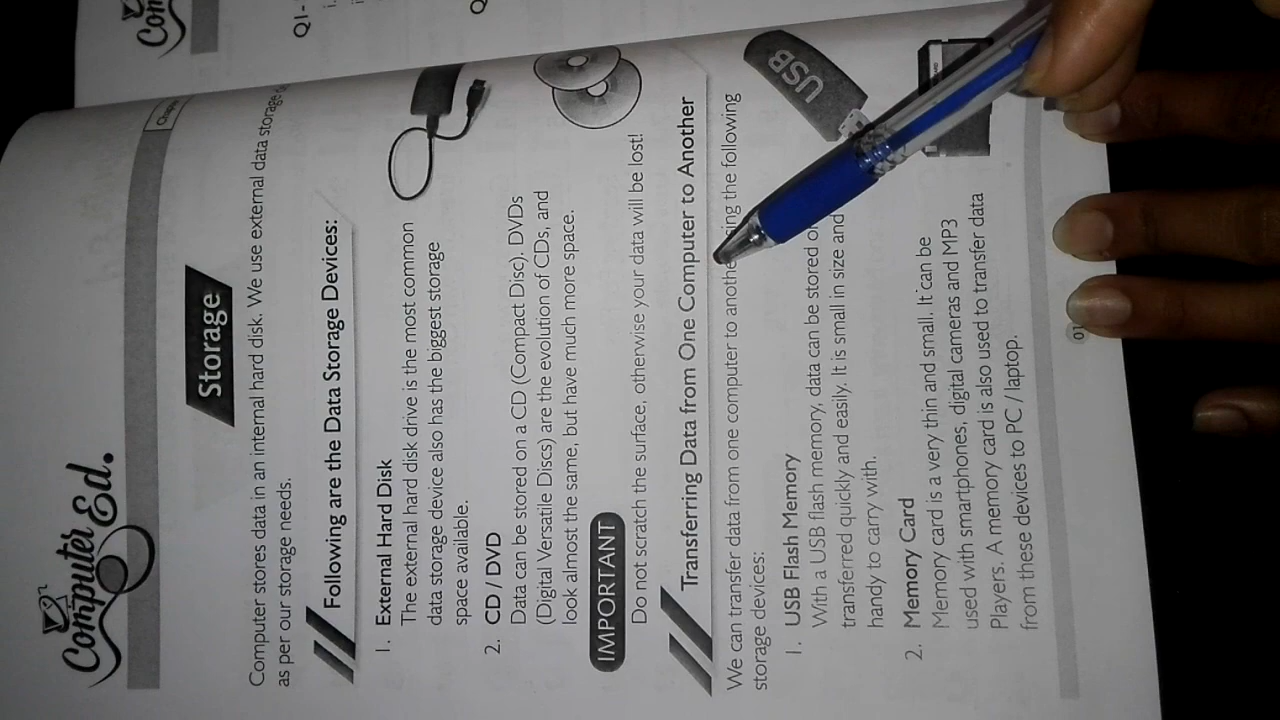 Computer Ed.
Storage
Computer stores data in an internal hard disk. We use external data storage
as per our storage needs.
Following are the Data Storage Devices:
1. External Hard Disk
The external hard disk drive is the most common
data storage device also has the biggest storage
space available.
2. CD / DVD
Data can be stored on a CD (Compact Disc). DVDs
(Digital Versatile Discs) are the evolution of CDs, and
look almost the same, but have much more space.
IMPORTANT
Do not scratch the surface, otherwise your data will be lost!
Transferring Data from One Computer to Another
We can transfer data from one computer to the following
storage devices:
1. USB Flash Memory
With a USB flash memory, data can be stored
transferred quickly and easily. It is small in size and
handy to carry with.
USB
2. Memory Card
Memory card is a very thin and small. It can be
used with smartphones, digital cameras and MP3
Players. A memory card is also used to transfer data
from these devices to PC / laptop.
Com
Q1-